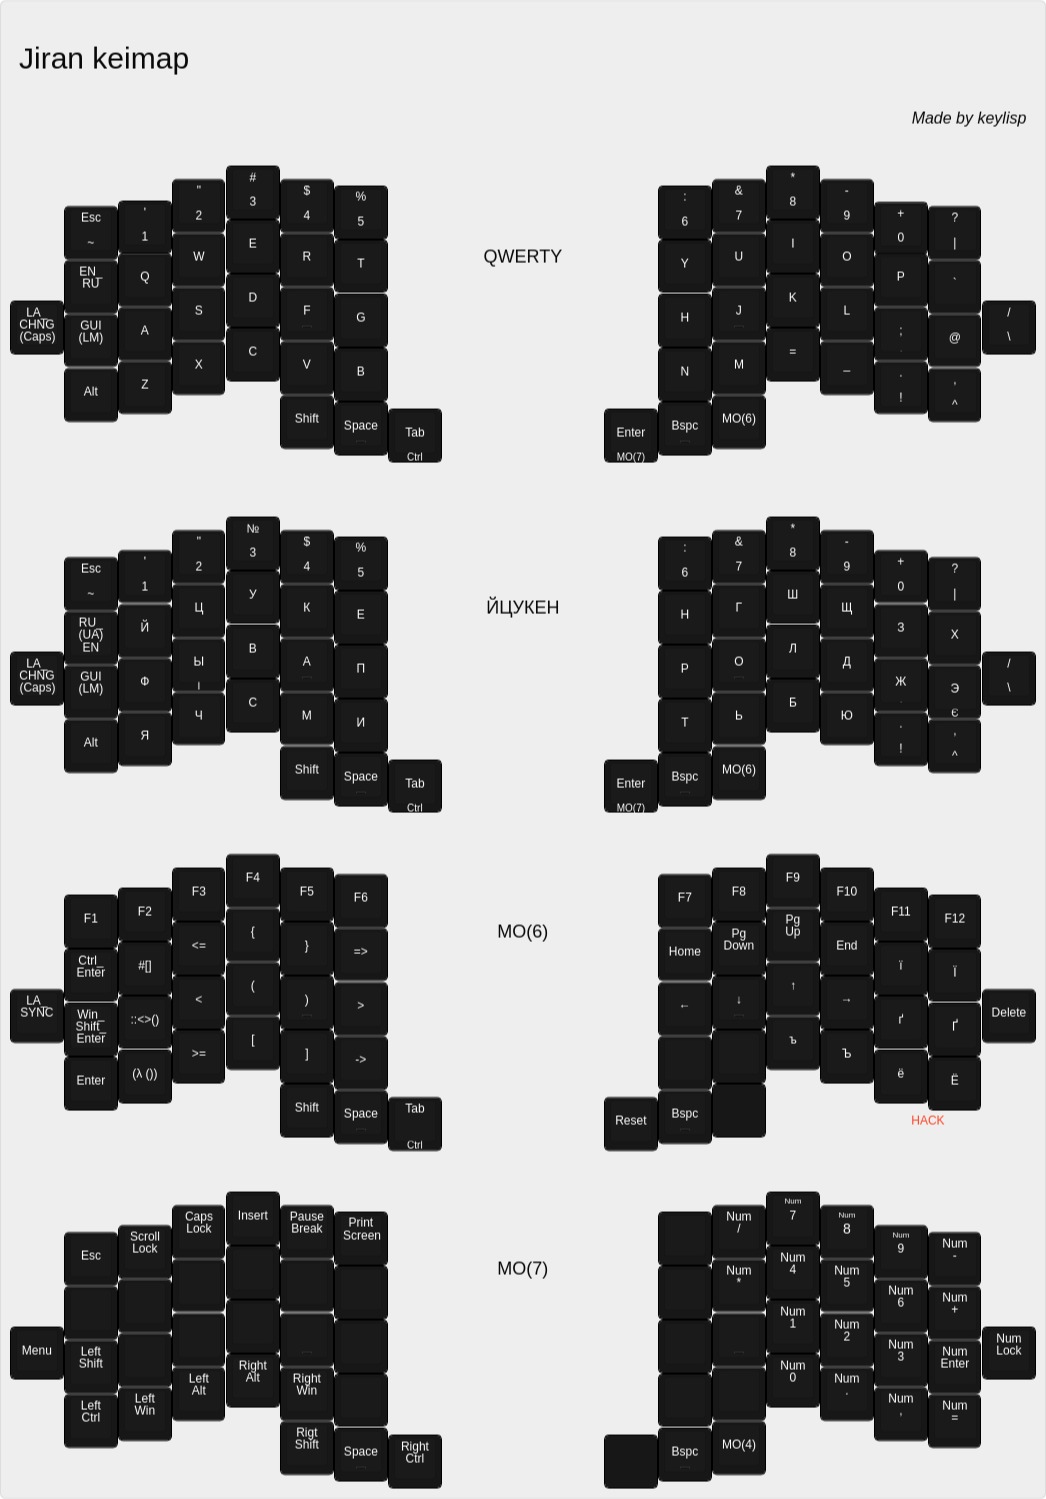 Jiran keimap
Made by keylisp
QWERTY
# 3
" 2
$ 4
% 5
' 1
Esc ~
E
W
R
T
Q
EN_ RU
D
S
F
G
A
GUI (LM)
LA_ CHNG (Caps)
C
X
V
B
Z
Alt
Shift
Space
Tab Ctrl
* 8
& 7
- 9
: 6
+ 0
? |
I
U
O
Y
P
`
K
J
L
H
;
@
/ \
=
M
_
N
. !
, ^
MO(6)
Bspc
Enter MO(7)
ЙЦУКЕН
№ 3
" 2
$ 4
% 5
' 1
Esc ~
У
Ц
К
Е
Й
RU_ (UA) EN
В
Ы І
А
П
Ф
GUI (LM)
LA_ CHNG (Caps)
С
Ч
М
И
Я
Alt
Shift
Space
Tab Ctrl
* 8
& 7
- 9
: 6
+ 0
? |
Ш
Г
Щ
Н
З
Х
Л
О
Д
Р
Ж
Э Є
/ \
Б
Ь
Ю
Т
. !
, ^
MO(6)
Bspc
Enter MO(7)
MO(6)
F4
F3
F5
F6
F2
F1
{
<=
}
=>
#[]
Ctrl_ Enter
(
<
)
>
::<>()
Win_ Shift_ Enter
LA_ SYNC
[
>=
]
->
(λ ())
Enter
Shift
Space
Tab Ctrl
F9
F8
F10
F7
F11
F12
Pg Up
Pg Down
End
Home
ї
Ї
↑
↓
→
←
ґ
Ґ
Delete
ъ
Ъ
ё
Ё
Bspc
Reset
HACK
MO(7)
Insert
Caps Lock
Pause Break
Print Screen
Scroll Lock
Esc
Menu
Left Shift
Right Alt
Left Alt
Right Win
Left Win
Left Ctrl
Rigt Shift
Space
Right Ctrl
Num 7
Num /
Num 8
Num 9
Num -
Num 4
Num *
Num 5
Num 6
Num +
Num 1
Num 2
Num 3
Num Enter
Num Lock
Num 0
Num .
Num ,
Num =
MO(4)
Bspc